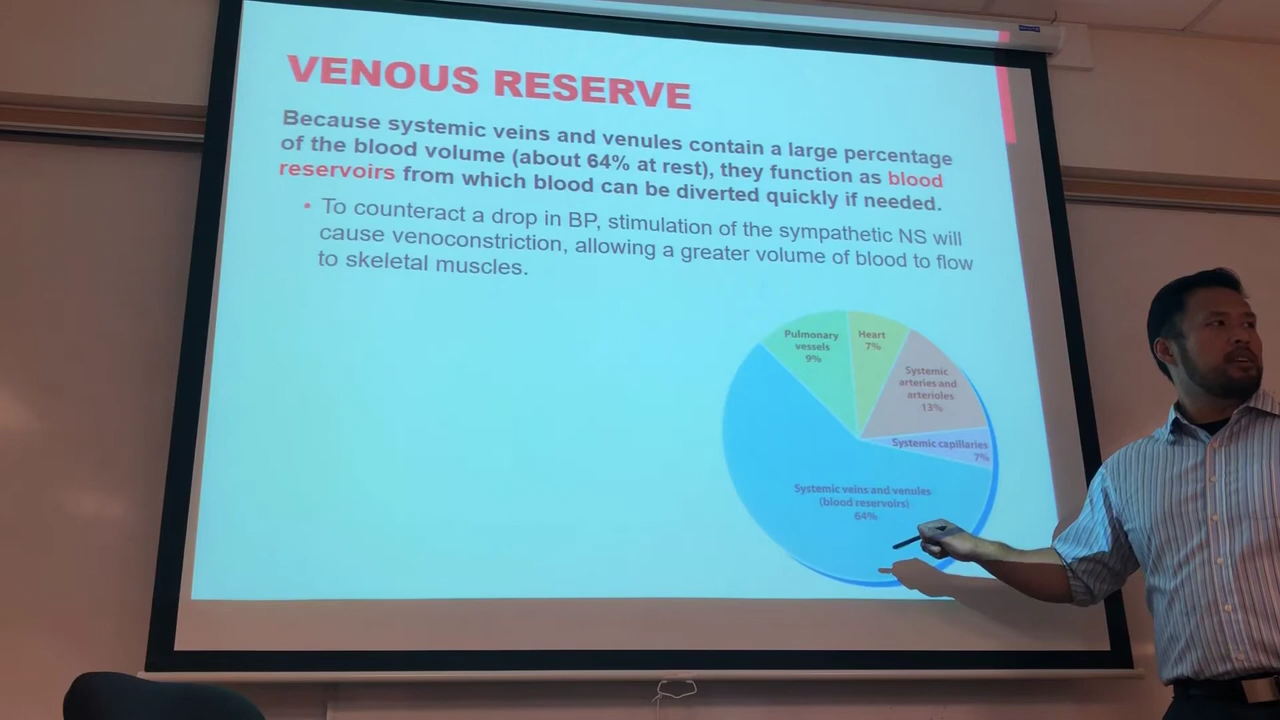 VENOUS RESERVE
Because systemic veins and venules contain a large percentage
of the blood volume (about 64% at rest), they function as blood
reservoirs from which blood can be diverted quickly if needed.
• To counteract a drop in BP, stimulation of the sympathetic NS will
cause venoconstriction, allowing a greater volume of blood to flow
to skeletal muscles.
Pulmonary
vessels
9%
Heart
7%
Systemic
arteries and
arterioles
13%
Systemic capillaries
7%
Systemic veins and venules
(blood reservoirs)
64%